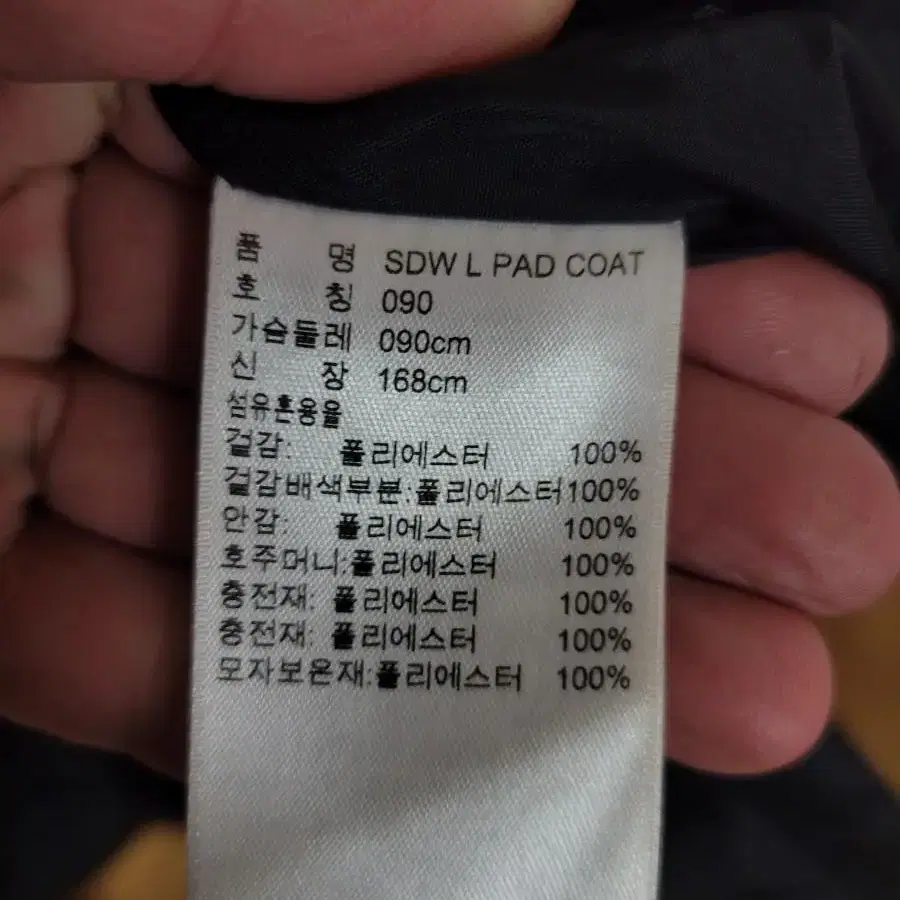 품 명 SDW L PAD COAT
호 칭 090
가슴둘레 090cm
신 장 168cm
섬유혼용율
겉감: 폴리에스터 100%
겉감배색부분:폴리에스터100%
안감: 폴리에스터 100%
호주머니:폴리에스터 100%
충전재: 폴리에스터 100%
충전재: 폴리에스터 100%
모자보온재:폴리에스터 100%